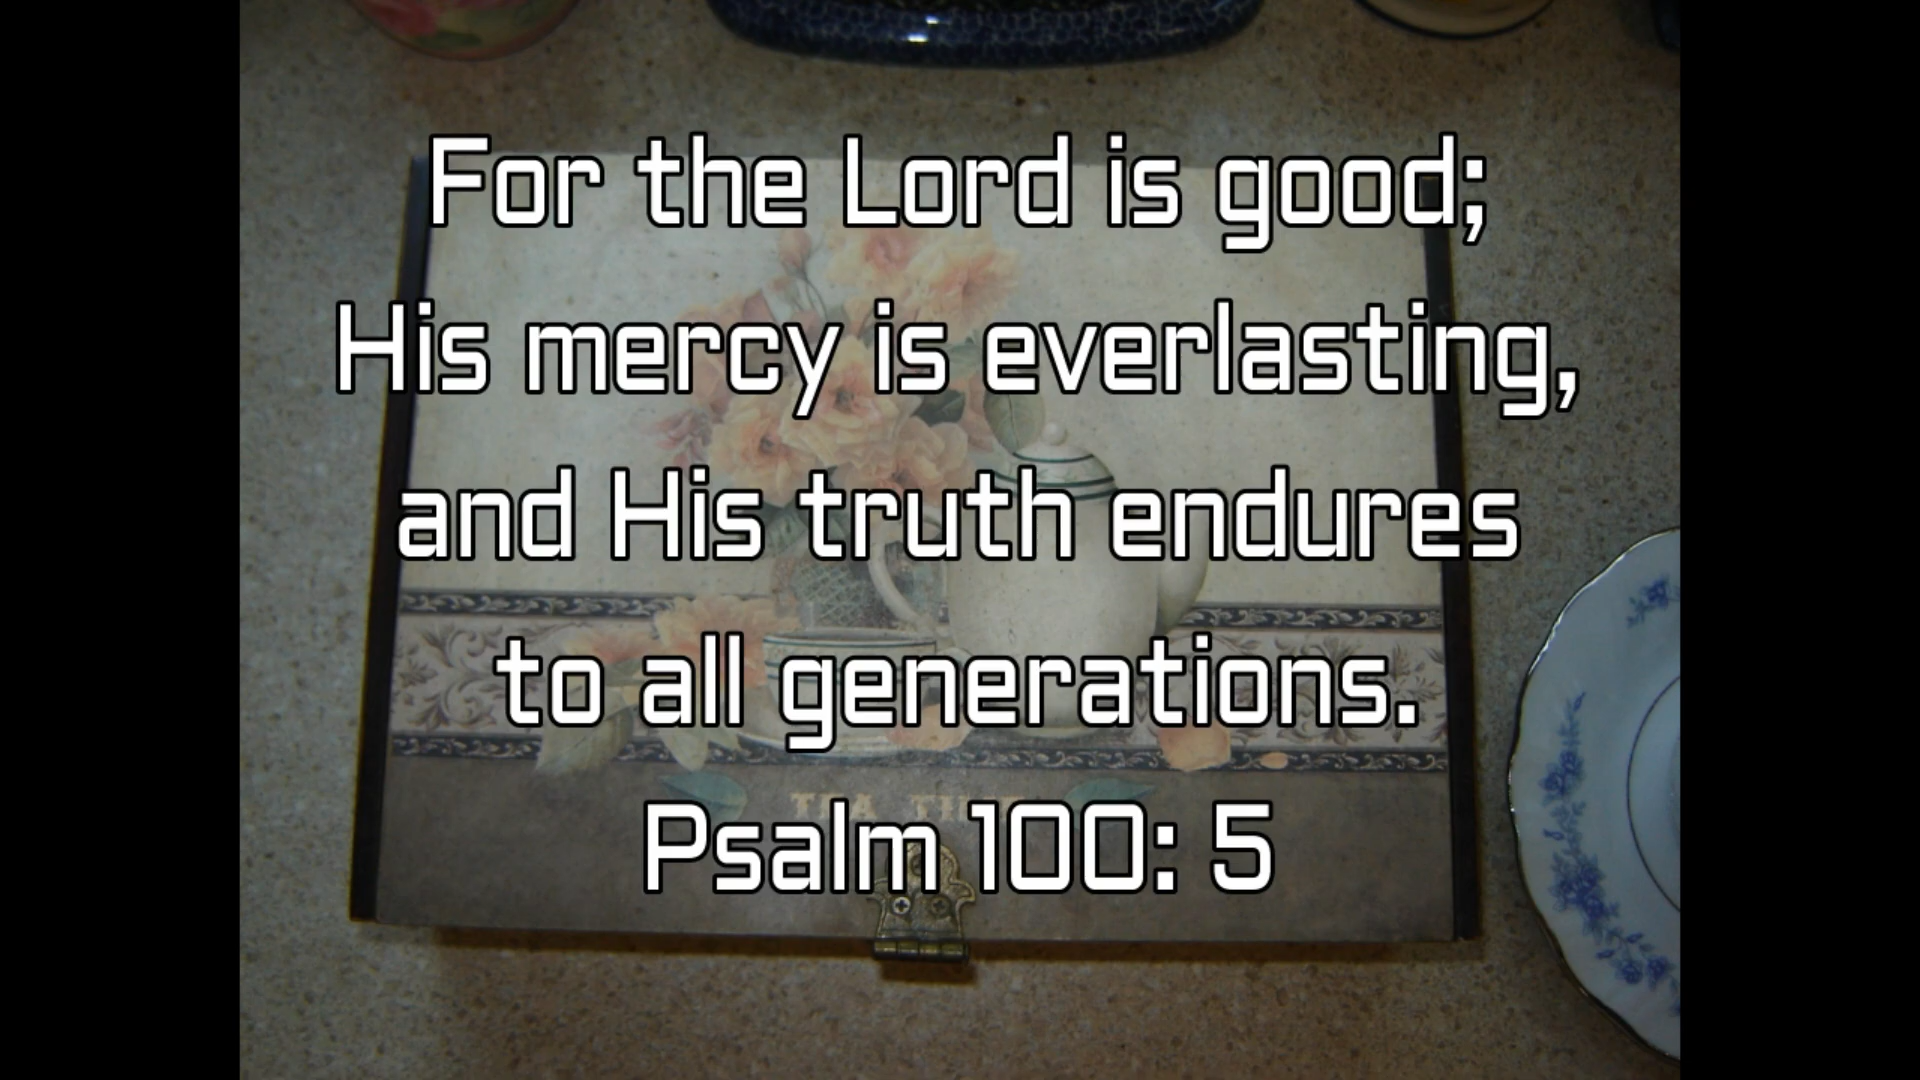 For the Lord is good;
His mercy is everlasting,
and His truth endures
to all generations.
Psalm 100: 5